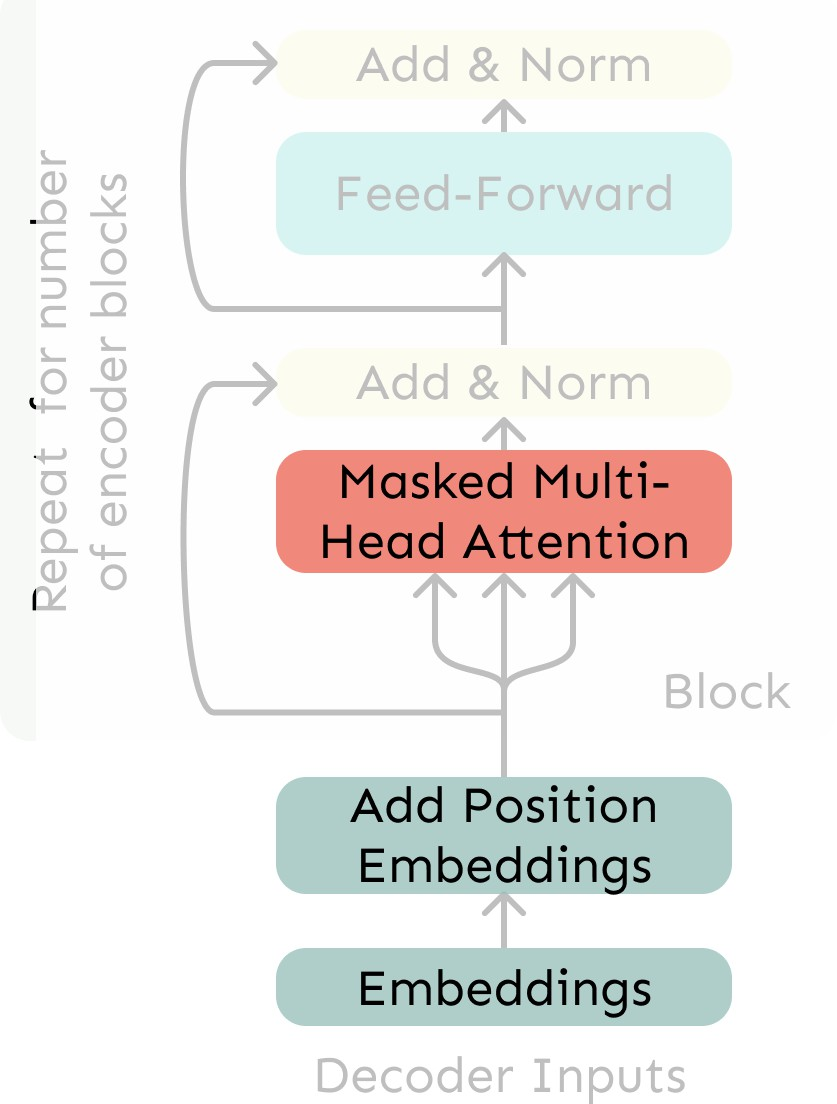 Add & Norm
Feed-Forward
Add & Norm
Masked Multi-
Head Attention
Repeat for number
of encoder blocks
Block
Add Position
Embeddings
Embeddings
Decoder Inputs